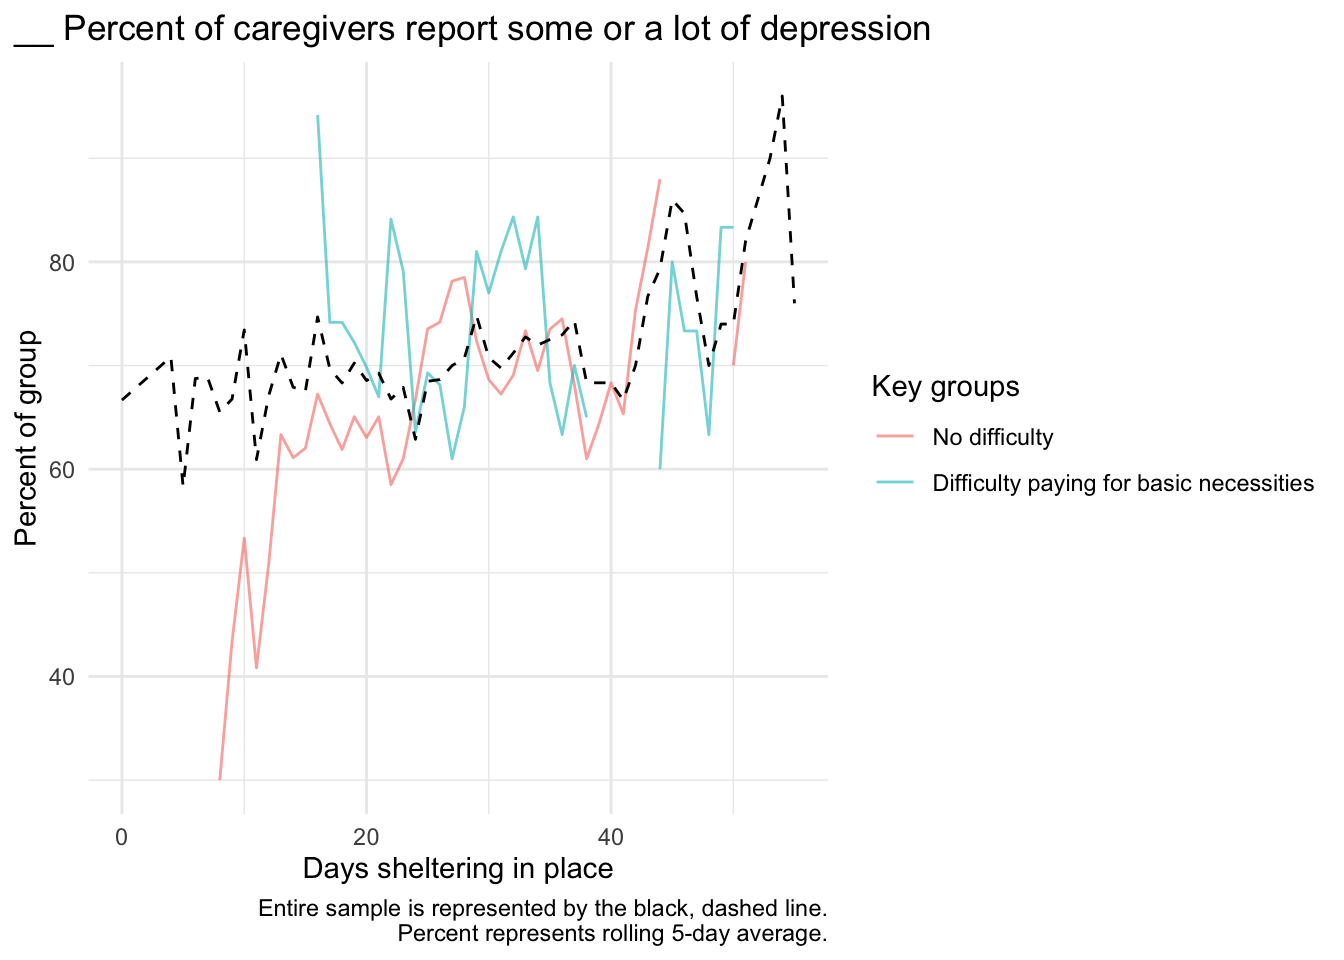 __ Percent of caregivers report some or a lot of depression
Percent of group
80
60
40
0
20
40
Days sheltering in place
Key groups
No difficulty
Difficulty paying for basic necessities
Entire sample is represented by the black, dashed line.
Percent represents rolling 5-day average.